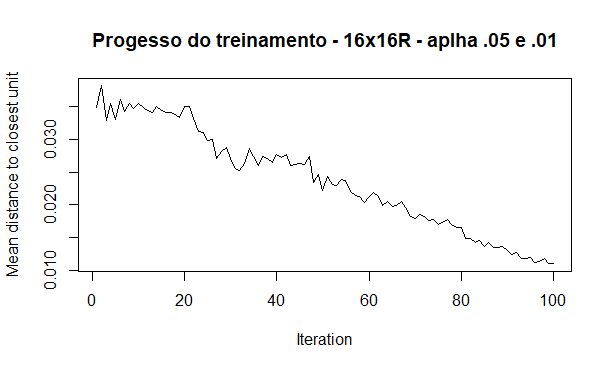 Progesso do treinamento - 16x16R - aplha .05 e .01
Mean distance to closest unit
0.030
0.020
0.010
0 20 40 60 80 100
Iteration